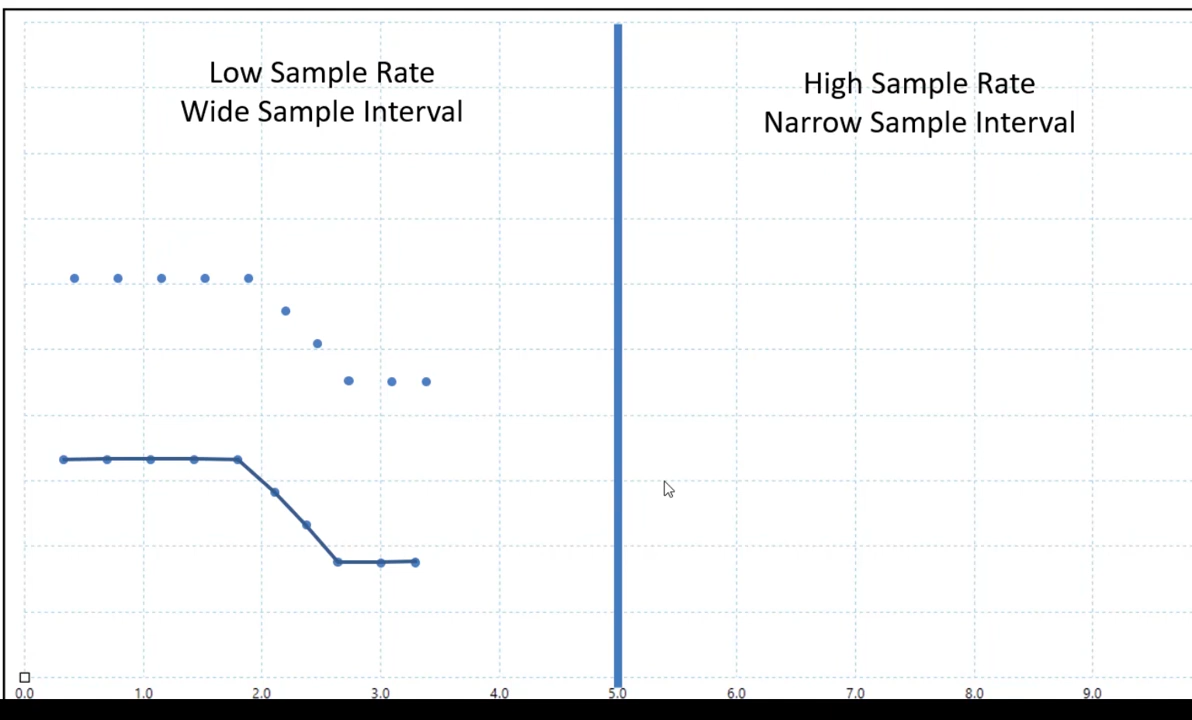 Low Sample Rate
Wide Sample Interval
High Sample Rate
Narrow Sample Interval
0.0 1.0 2.0 3.0 4.0 5.0 6.0 7.0 8.0 9.0